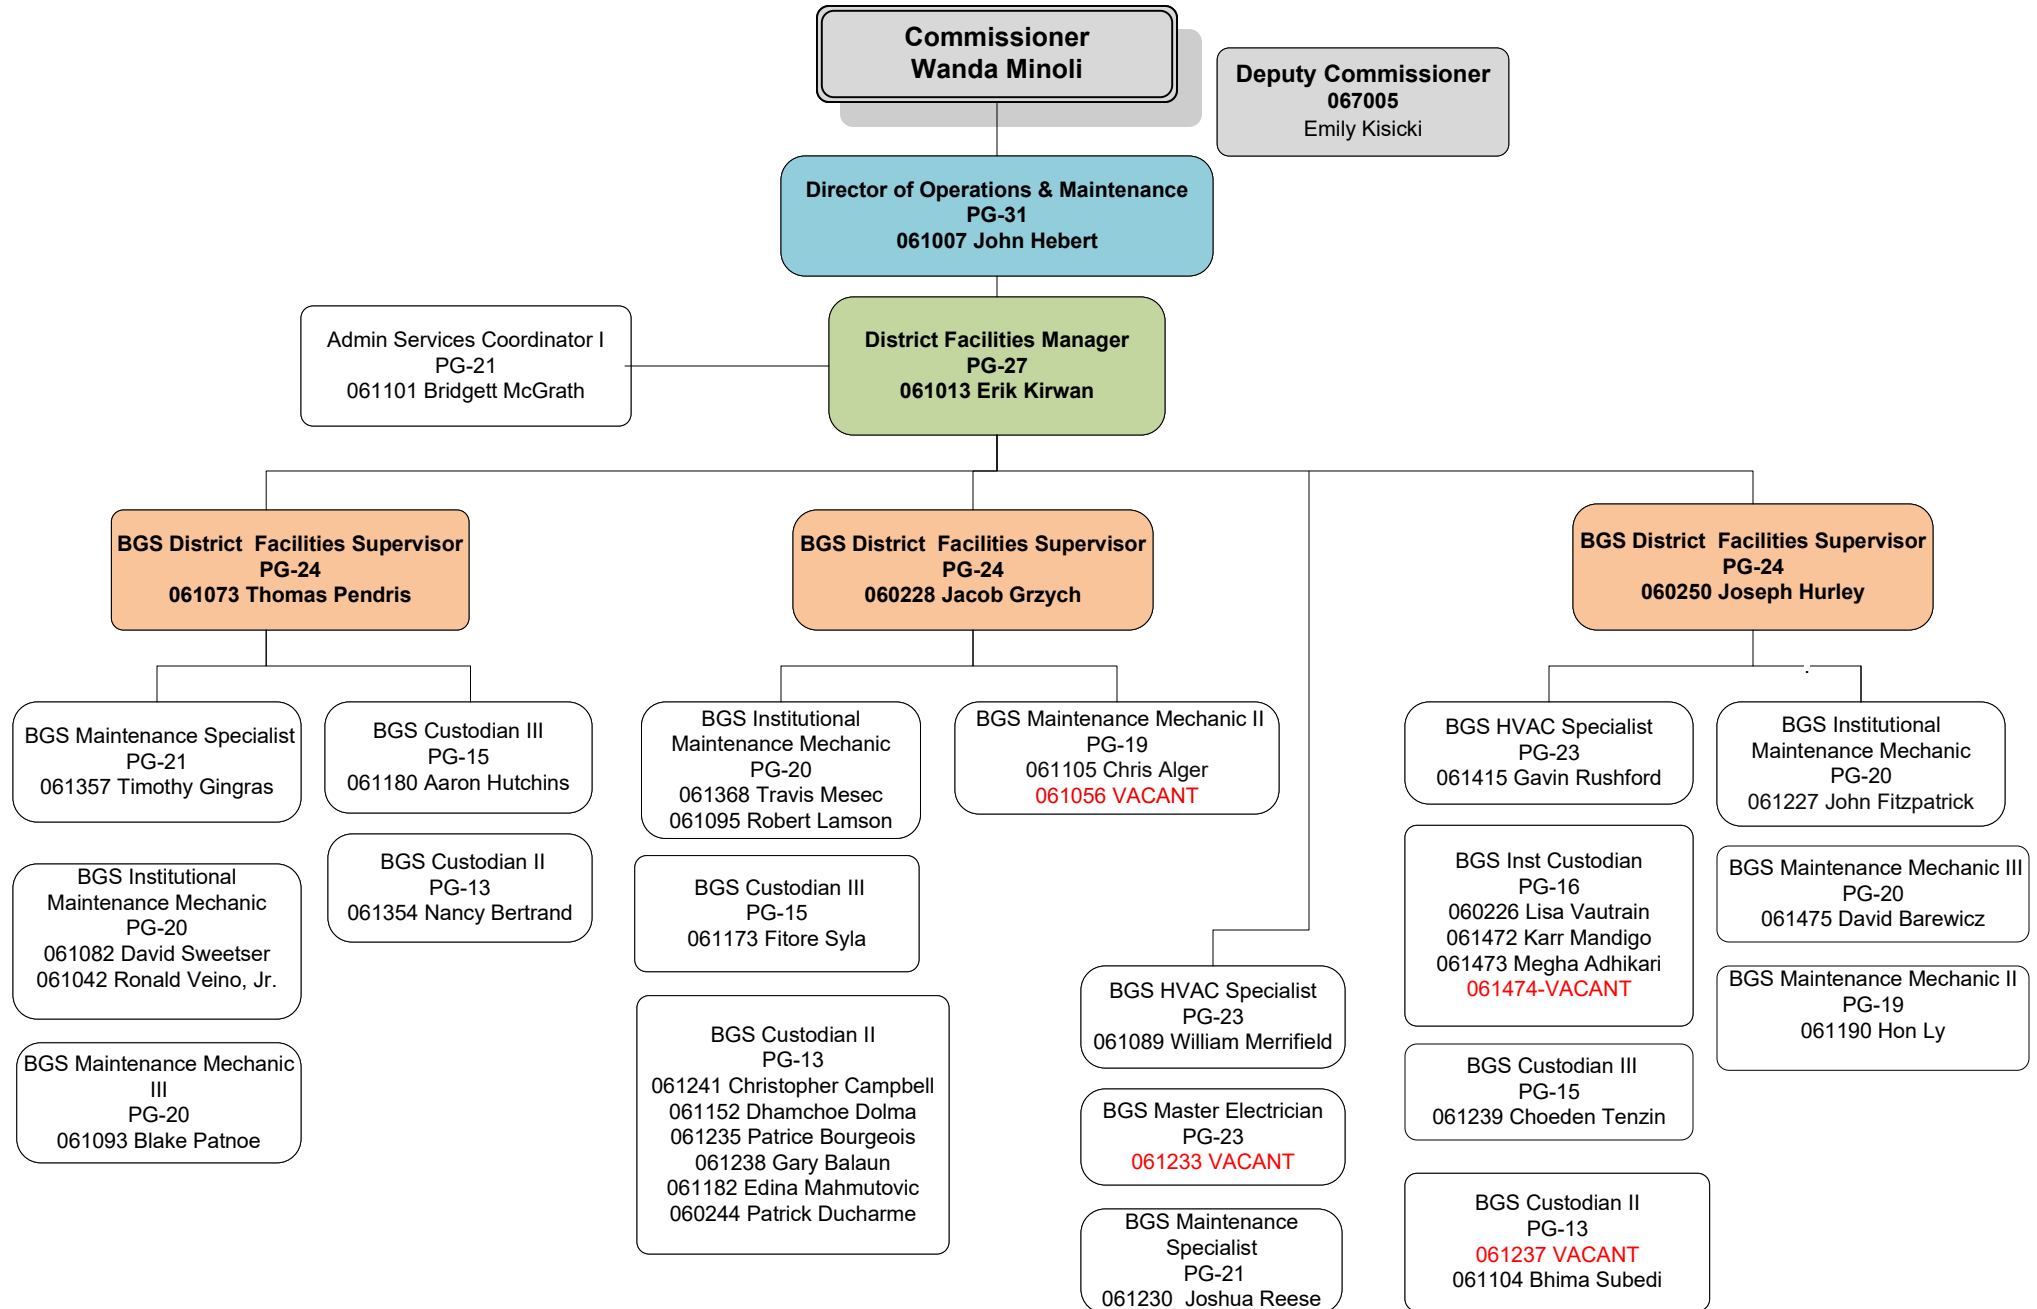 Commissioner
Wanda Minoli
Deputy Commissioner
067005
Emily Kisicki
Director of Operations & Maintenance
PG-31
061007 John Hebert
Admin Services Coordinator I
PG-21
061101 Bridgett McGrath
District Facilities Manager
PG-27
061013 Erik Kirwan
BGS District Facilities Supervisor
PG-24
061073 Thomas Pendris
BGS District Facilities Supervisor
PG-24
060228 Jacob Grzych
BGS District Facilities Supervisor
PG-24
060250 Joseph Hurley
BGS Maintenance Specialist
PG-21
061357 Timothy Gingras
BGS Institutional
Maintenance Mechanic
PG-20
061082 David Sweetser
061042 Ronald Veino, Jr.
BGS Maintenance Mechanic
III
PG-20
061093 Blake Patnoe
BGS Custodian III
PG-15
061180 Aaron Hutchins
BGS Custodian II
PG-13
061354 Nancy Bertrand
BGS Institutional
Maintenance Mechanic
PG-20
061368 Travis Mesec
061095 Robert Lamson
BGS Custodian III
PG-15
061173 Fitore Syla
BGS Custodian II
PG-13
061241 Christopher Campbell
061152 Dhamchoe Dolma
061235 Patrice Bourgeois
061238 Gary Balaun
061182 Edina Mahmutovic
060244 Patrick Ducharme
BGS Maintenance Mechanic II
PG-19
061105 Chris Alger
061056 VACANT
BGS HVAC Specialist
PG-23
061089 William Merrifield
BGS Master Electrician
PG-23
061233 VACANT
BGS Maintenance
Specialist
PG-21
061230 Joshua Reese
BGS HVAC Specialist
PG-23
061415 Gavin Rushford
BGS Inst Custodian
PG-16
060226 Lisa Vautrain
061472 Karr Mandigo
061473 Megha Adhikari
061474-VACANT
BGS Custodian III
PG-15
061239 Choeden Tenzin
BGS Custodian II
PG-13
061237 VACANT
061104 Bhima Subedi
BGS Institutional
Maintenance Mechanic
PG-20
061227 John Fitzpatrick
BGS Maintenance Mechanic III
PG-20
061475 David Barewicz
BGS Maintenance Mechanic II
PG-19
061190 Hon Ly